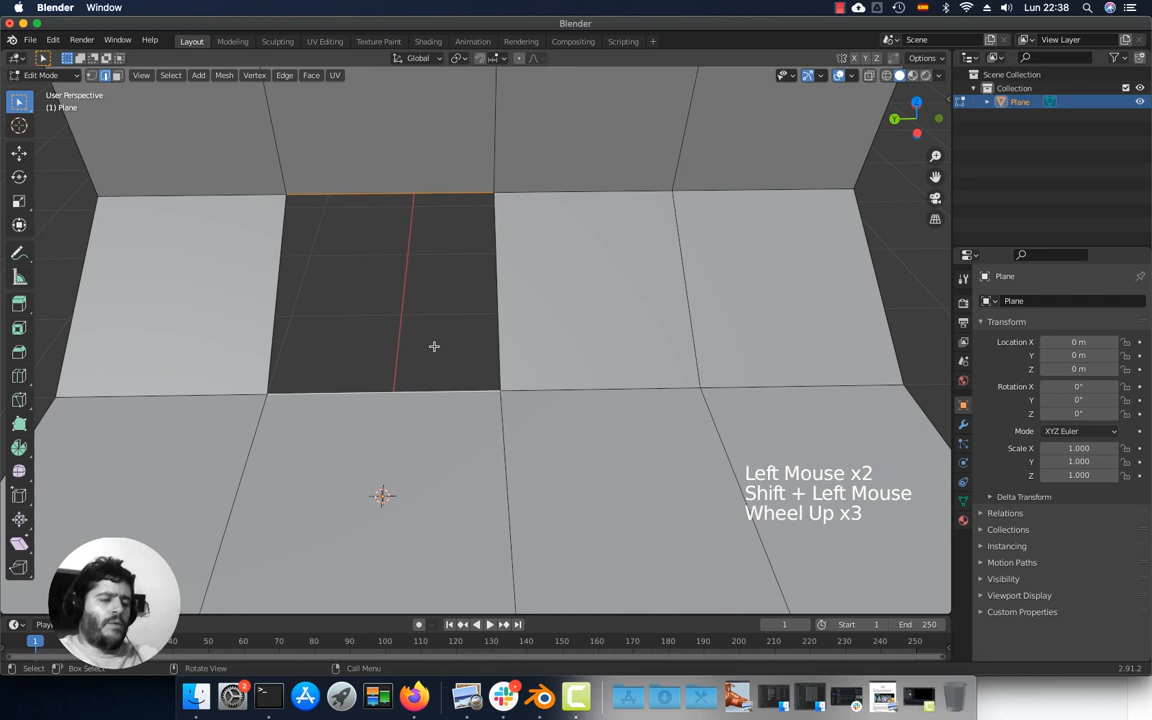 Blender Window Lun 22:38
Blender
File Edit Render Window Help Layout Modeling Sculpting UV Editing Texture Paint Shading Animation Rendering Compositing Scripting + Scene View Layer
Global X Y Z Options
Edit Mode View Select Add Mesh Vertex Edge Face UV
User Perspective
(1) Plane
Z
Y
Scene Collection
Collection
Plane
Plane
Plane
Transform
Location X 0 m
Y 0 m
Z 0 m
Rotation X 0°
Y 0°
Z 0°
Mode XYZ Euler
Scale X 1.000
Y 1.000
Z 1.000
Delta Transform
Relations
Collections
Instancing
Motion Paths
Visibility
Viewport Display
Custom Properties
Left Mouse x2
Shift + Left Mouse
Wheel Up x3
1 Start 1 End 250
1 40 50 60 70 80 90 100 110 120 130 140 150 160 170 180 190 200 210 220 230 240 250
Select Box Select Rotate View Call Menu 2.91.2
2